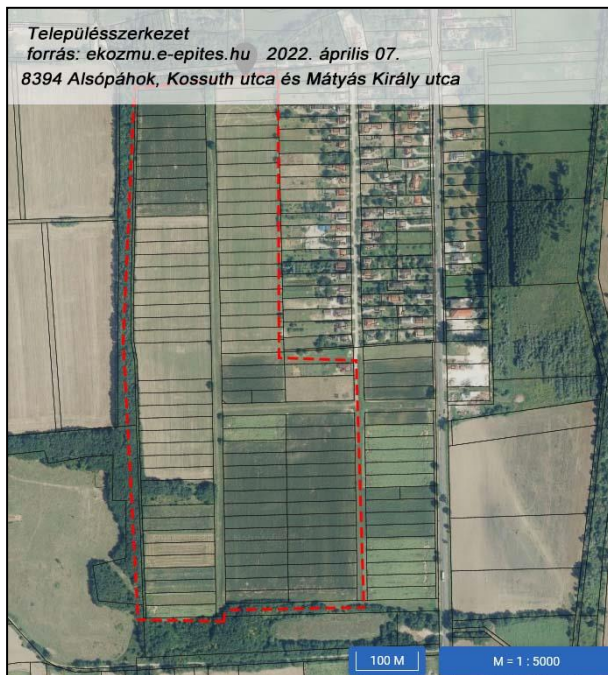 Településszerkezet
forrás: ekozmu.e-epites.hu 2022. április 07.
8394 Alsópáhok, Kossuth utca és Mátyás Király utca
100 M
M = 1 : 5000